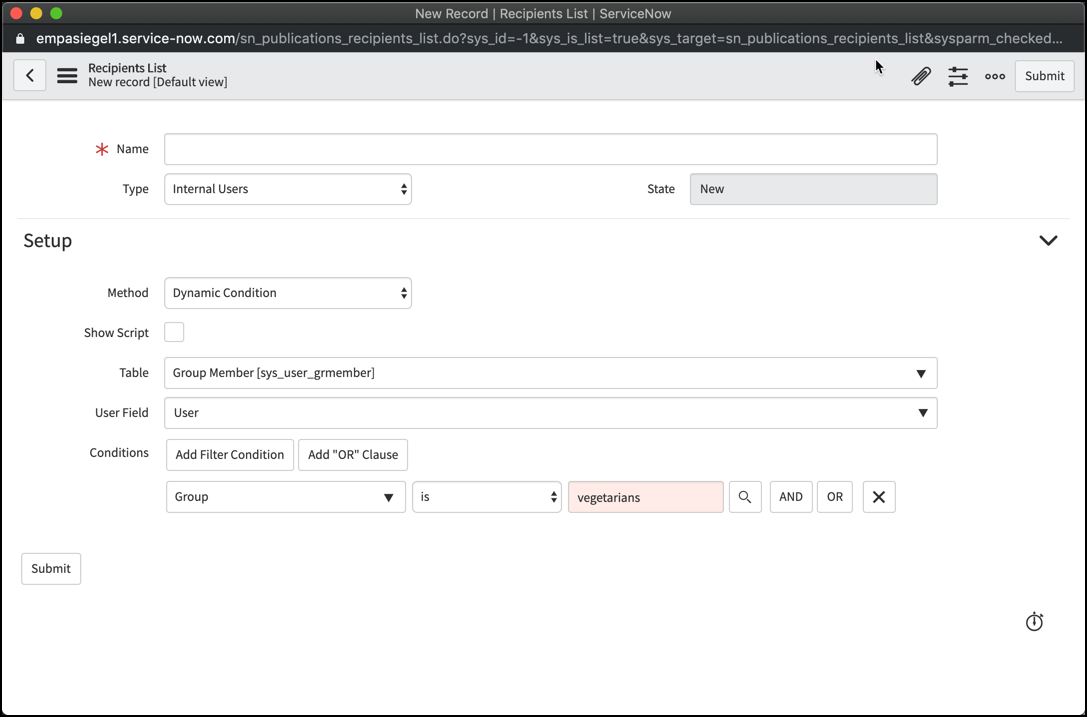 New Record | Recipients List | ServiceNow
empasiegel1.service-now.com/sn_publications_recipients_list.do?sys_id=-1&sys_is_list=true&sys_target=sn_publications_recipients_list&sysparm_checked...
Recipients List
New record [Default view]
Submit
Name
Type Internal Users State New
Setup
Method Dynamic Condition
Show Script
Table Group Member [sys_user_grmember]
User Field User
Conditions Add Filter Condition Add "OR" Clause
Group is vegetarians AND OR
Submit